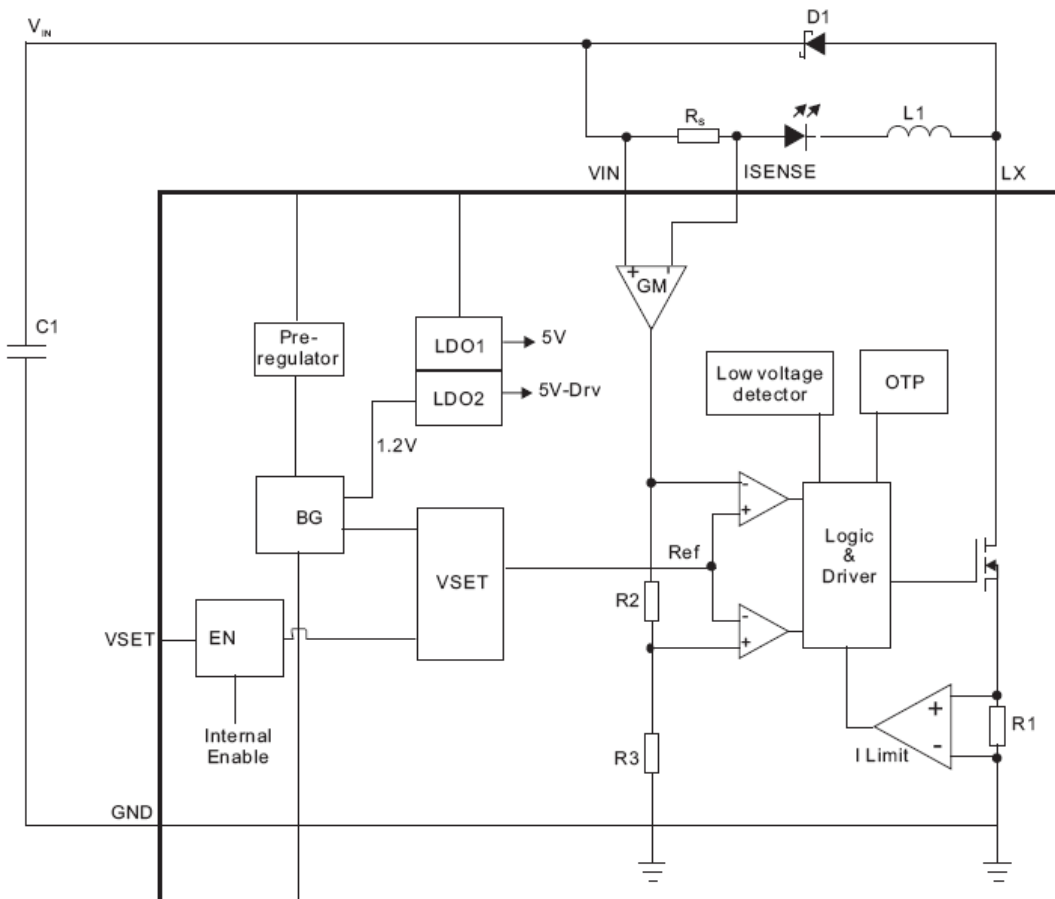 D1
VIN
Rs
L1
VIN
ISENSE
LX
+
-
GM
C1
Pre-
regulator
LDO1
5V
LDO2
5V-Drv
Low voltage
detector
OTP
1.2V
BG
-
+
Logic
&
Driver
VSET
Ref
R2
-
+
VSET
EN
Internal
Enable
R3
+
-
I Limit
R1
GND